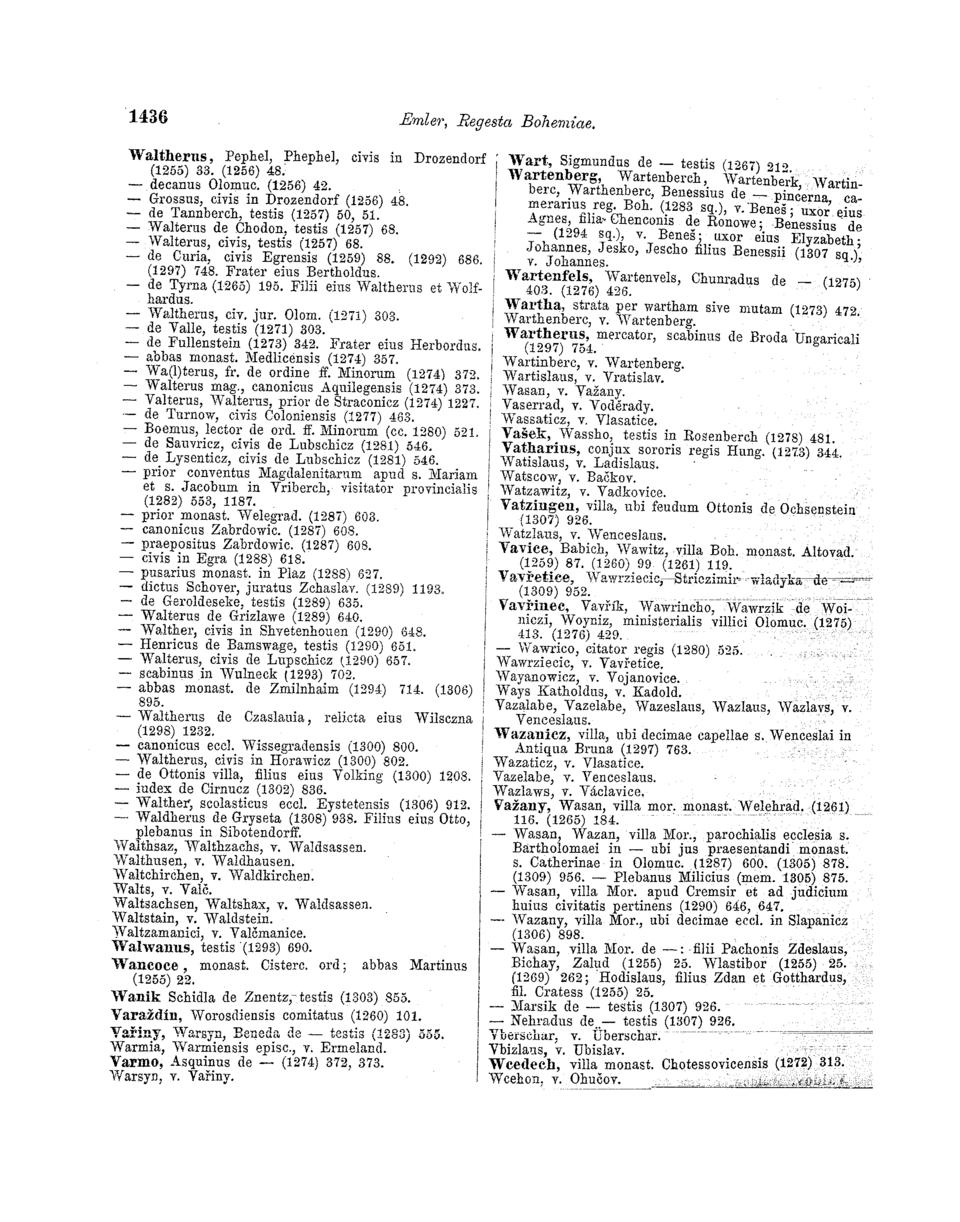 1436
Emler, Regesta Bohemiae.
Waltherus, Pephel, Phephel, civis in Drozendorf
(1255) 33. (1256) 48.
— decanus Olomuc. (1256) 42.
— Grossus, civis in Drozendorf (1256) 48.
— de Tannberch, testis (1257) 50, 51.
— Walterus de Chodon, testis (1257) 68.
— Walterus, civis, testis (1257) 68.
— de Curia, civis Egrensis (1259) 88. (1292) 686.
(1297) 748. Frater eius Bertholdus.
— de Tyrna (1265) 195. Filii eius Waltherus et Wolf-
hardus.
— Waltherus, civ. jur. Olom. (1271) 303.
— de Valle, testis (1271) 303.
— de Fullenstein (1273) 342. Frater eius Herbordus.
— abbas monast. Medlicensis (1274) 357.
— Wa(l)terus, fr. de ordine ff. Minorum (1274) 372.
— Walterus mag., canonicus Aquilegensis (1274) 373.
— Valterus, Walterus, prior de Straconicz (1274) 1227.
— de Turnow, civis Coloniensis (1277) 463.
— Boemus, lector de ord. ff. Minorum (cc. 1280) 521.
— de Sauvricz, civis de Lubschicz (1281) 546.
— de Lysenticz, civis de Lubschicz (1281) 546.
— prior conventus Magdalenitarum apud s. Mariam
et s. Jacobum in Vriberch, visitator provincialis
(1282) 553, 1187.
— prior monast. Welegrad. (1287) 603.
— canonicus Zabrdowic. (1287) 608.
— praepositus Zabrdowic. (1287) 608.
— civis in Egra (1288) 618.
— pusarius monast. in Plaz (1288) 627.
— dictus Schover, juratus Zchaslav. (1289) 1193.
— de Geroldeseke, testis (1289) 635.
— Walterus de Grizlawe (1289) 640.
— Walther, civis in Shvetenhouen (1290) 648.
— Henricus de Bamswage, testis (1290) 651.
— Walterus, civis de Lupschicz (1290) 657.
— scabinus in Wulneck (1293) 702.
— abbas monast. de Zmilnhaim (1294) 714. (1306)
895.
— Waltherus de Czaslauia, relicta eius Wilsczna
(1298) 1232.
— canonicus eccl. Wissegradensis (1300) 800.
— Waltherus, civis in Horawicz (1300) 802.
— de Ottonis villa, filius eius Volking (1300) 1208.
— iudex de Cirnucz (1302) 836.
— Walther, scolasticus eccl. Eystetensis (1306) 912.
— Waldherus de Gryseta (1308) 938. Filius eius Otto,
plebanus in Sibotendorff.
Walthsaz, Walthzachs, v. Waldsassen.
Walthusen, v. Waldhausen.
Waltchirchen, v. Waldkirchen.
Walts, v. Valč.
Waltsachsen, Waltshax, v. Waldsassen.
Waltstain, v. Waldstein.
Waltzamanici, v. Valčmanice.
Walwanus, testis (1293) 690.
Wancoce, monast. Cisterc. ord; abbas Martinus
(1255) 22.
Wanik Schidla de Znentz, testis (1303) 855.
Varaždín, Worosdiensis comitatus (1260) 101.
Vařiny, Warsyn, Beneda de — testis (1283) 555.
Warmia, Warmiensis episc., v. Ermeland.
Varmo, Asquinus de — (1274) 372, 373.
Warsyn, v. Vařiny.
Wart, Sigmundus de — testis (1267) 212.
Wartenberg, Wartenberch, Wartenberk, Wartin-
berc, Warthenberc, Benessius de — pincerna, ca-
merarius reg. Boh. (1283 sq.), v. Beneš; uxor eius
Agnes, filia Chenconis de Ronowe; Benessius de
— (1294 sq.), v. Beneš; uxor eius Elyzabeth;
Johannes, Jesko, Jescho filius Benessii (1307 sq.),
v. Johannes.
Wartenfels, Wartenvels, Chunradus de — (1275)
403. (1276) 426.
Wartha, strata per wartham sive mutam (1273) 472.
Warthenberc, v. Wartenberg.
Wartherus, mercator, scabinus de Broda Ungaricali
(1297) 754.
Wartinberc, v. Wartenberg.
Wartislaus, v. Vratislav.
Wasan, v. Važany.
Vaserrad, v. Voděrady.
Wassaticz, v. Vlasatice.
Vašek, Wassho, testis in Rosenberch (1278) 481.
Vatharius, conjux sororis regis Hung. (1273) 344.
Watislaus, v. Ladislaus.
Watscow, v. Bačkov.
Watzawitz, v. Vadkovice.
Vatzingen, villa, ubi feudum Ottonis de Ochsenstein
(1307) 926.
Watzlaus, v. Wenceslaus.
Vavice, Babich, Wawitz, villa Boh. monast. Altovad.
(1259) 87. (1260) 99 (1261) 119.
Vavřetice, Wawrziecic, Striczimir wladyka de —
(1309) 952.
Vavřinec, Vavřík, Wawrincho, Wawrzik de Woi-
niczi, Woyniz, ministerialis villici Olomuc. (1275)
413. (1276) 429.
— Wawrico, citator regis (1280) 525.
Wawrziecic, v. Vavřetice.
Wayanowicz, v. Vojanovice.
Ways Katholdus, v. Kadold.
Vazalabe, Vazelabe, Wazeslaus, Wazlaus, Wazlavs, v.
Venceslaus.
Wazanicz, villa, ubi decimae capellae s. Wenceslai in
Antiqua Bruna (1297) 763.
Wazaticz, v. Vlasatice.
Vazelabe, v. Venceslaus.
Wazlaws, v. Václavice.
Važany, Wasan, villa mor. monast. Welehrad. (1261)
116. (1265) 184.
— Wasan, Wazan, villa Mor., parochialis ecclesia s.
Bartholomaei in — ubi jus praesentandi monast.
s. Catherinae in Olomuc. (1287) 600. (1305) 878.
(1309) 956. — Plebanus Milicius (mem. 1305) 875.
— Wasan, villa Mor. apud Cremsir et ad judicium
huius civitatis pertinens (1290) 646, 647.
— Wazany, villa Mor., ubi decimae eccl. in Slapanicz
(1306) 898.
— Wasan, villa Mor. de —: filii Pachonis Zdeslaus,
Bichay, Zalud (1255) 25. Wlastibor (1255) 25.
(1269) 262; Hodislaus, filius Zdan et Gotthardus,
fil. Cratess (1255) 25.
— Marsik de — testis (1307) 926.
— Nehradus de — testis (1307) 926.
Vberschar, v. Überschar.
Vbizlaus, v. Ubislav.
Wcedech, villa monast. Chotessovicensis (1272) 313.
Wcehon, v. Ohučov.